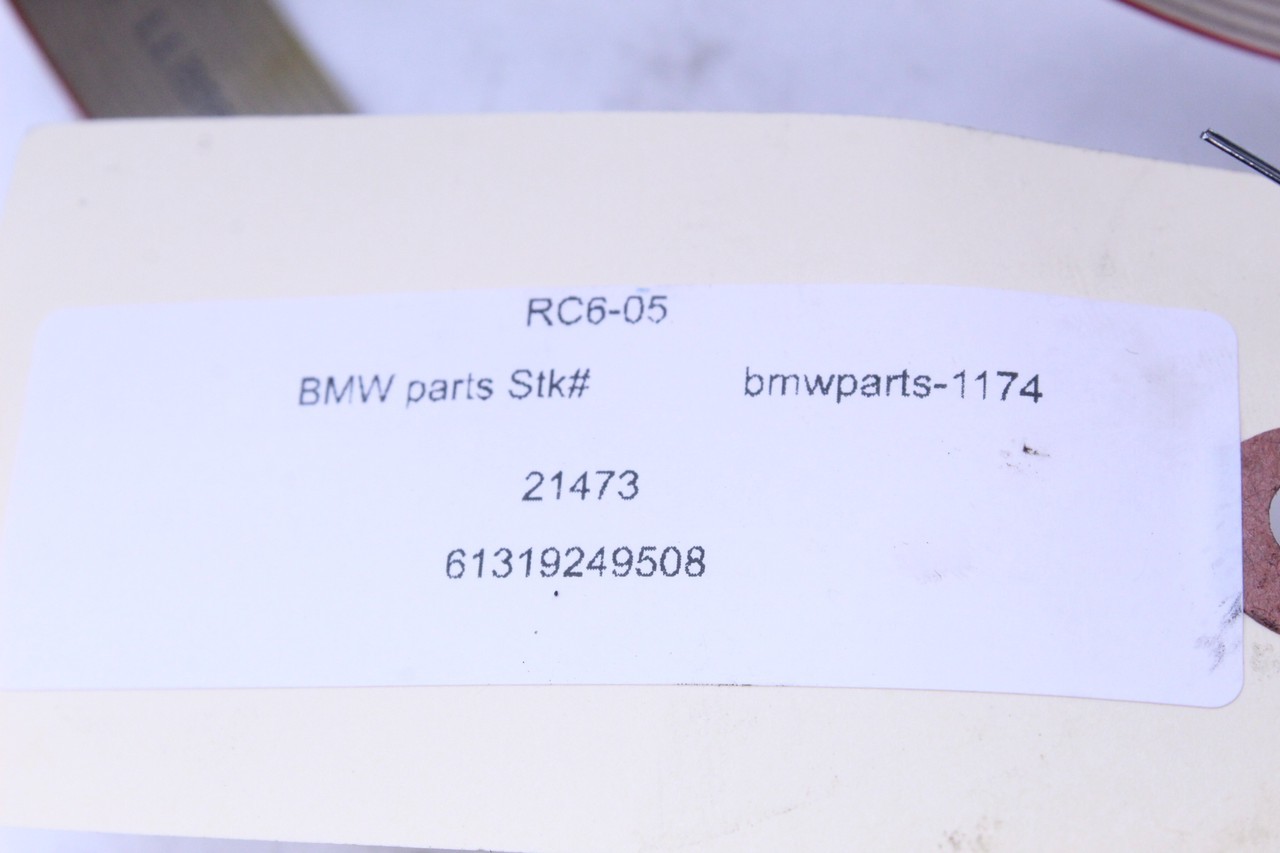 RC6-05
BMW parts Stk# bmwparts-1174
21473
61319249508